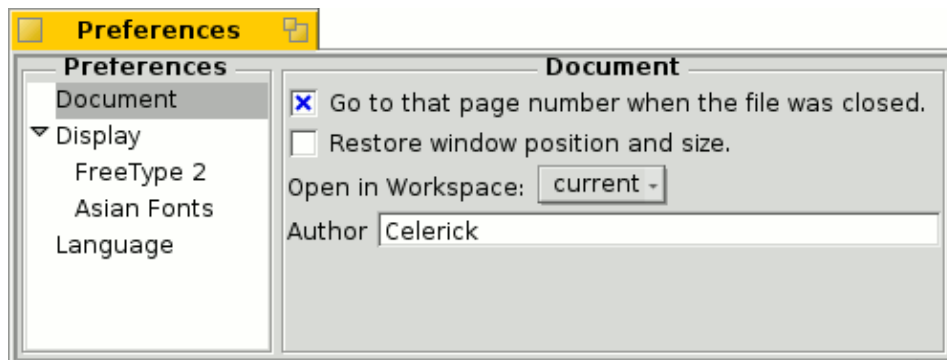 Preferences
Preferences
Document
Display
FreeType 2
Asian Fonts
Language
Document
Go to that page number when the file was closed.
Restore window position and size.
Open in Workspace: current
Author Celerick